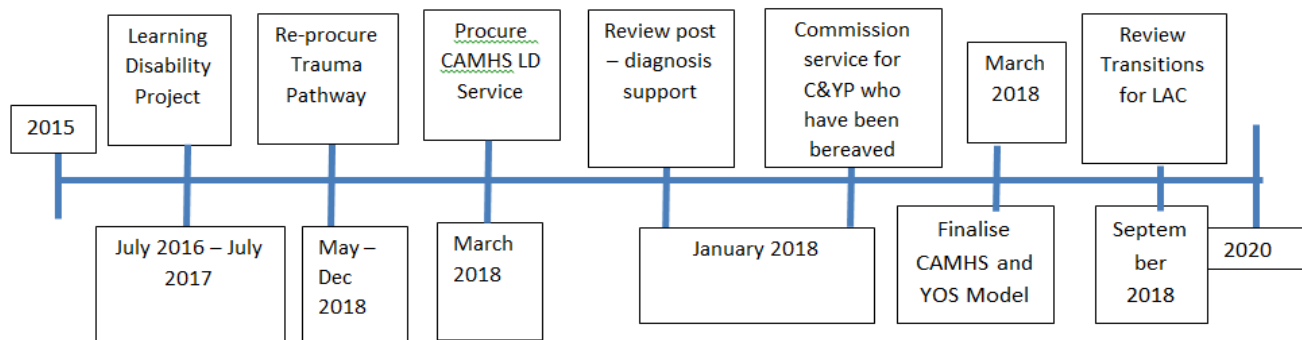 2015
Learning
Disability
Project
Re-procure
Trauma
Pathway
Procure
CAMHS LD
Service
Review post
– diagnosis
support
Commission
service for
C&YP who
have been
bereaved
March
2018
Review
Transitions
for LAC
July 2016 – July
2017
May –
Dec
2018
March
2018
January 2018
Finalise
CAMHS and
YOS Model
Septem
ber
2018
2020